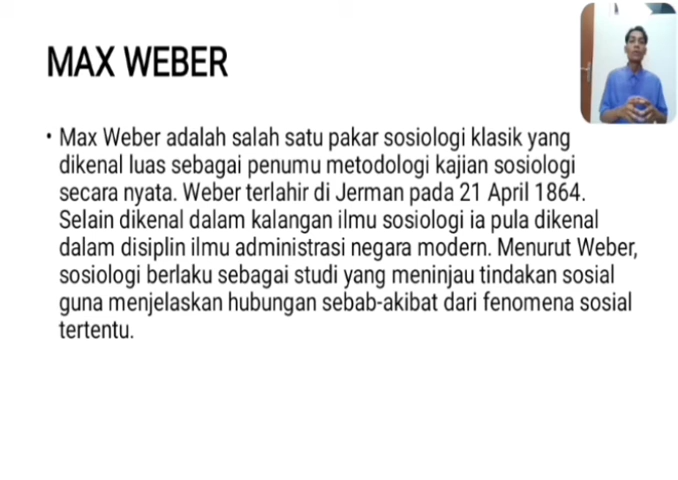 MAX WEBER
• Max Weber adalah salah satu pakar sosiologi klasik yang
dikenal luas sebagai penumu metodologi kajian sosiologi
secara nyata. Weber terlahir di Jerman pada 21 April 1864.
Selain dikenal dalam kalangan ilmu sosiologi ia pula dikenal
dalam disiplin ilmu administrasi negara modern. Menurut Weber,
sosiologi berlaku sebagai studi yang meninjau tindakan sosial
guna menjelaskan hubungan sebab-akibat dari fenomena sosial
tertentu.